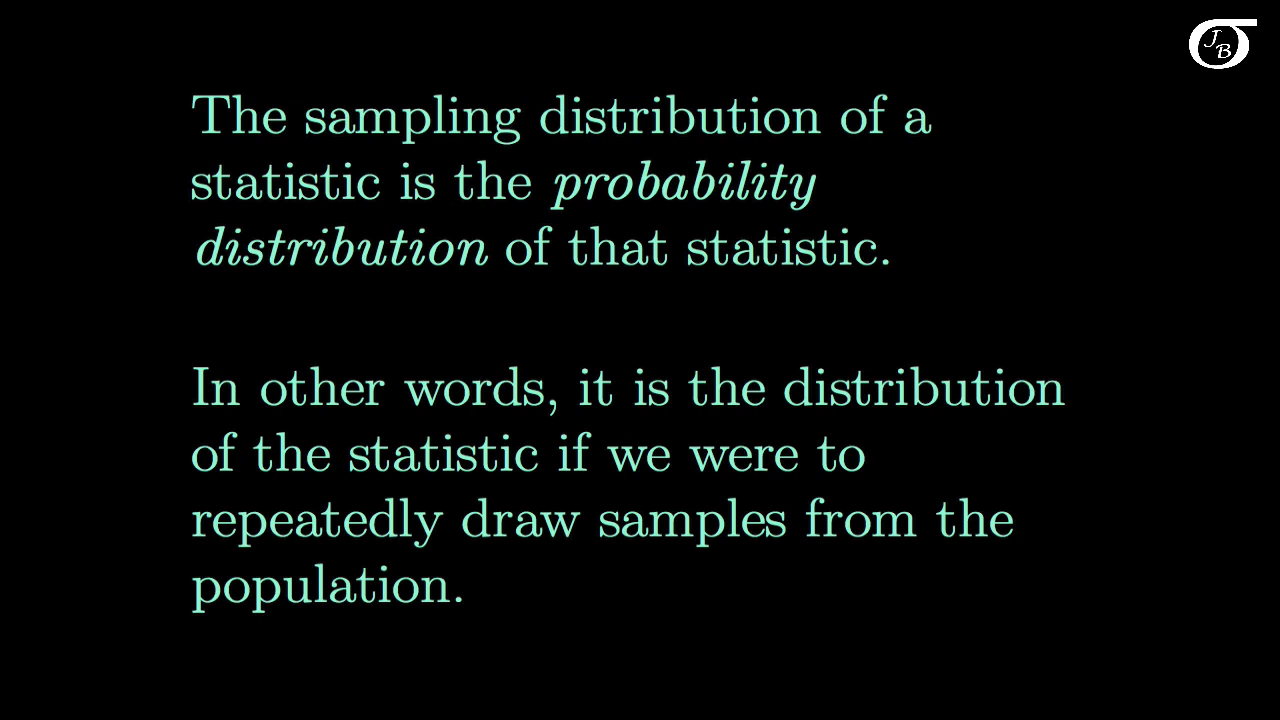 JB
The sampling distribution of a
statistic is the probability
distribution of that statistic.
In other words, it is the distribution
of the statistic if we were to
repeatedly draw samples from the
population.